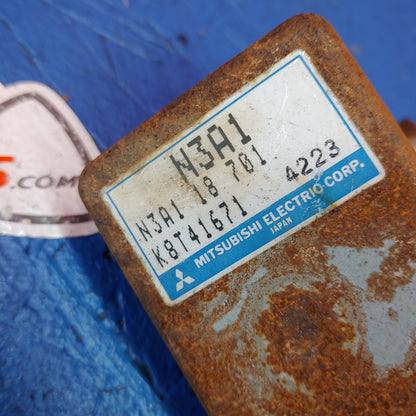 N3A1
N3A1 18 701
K8T41671 4223
MITSUBISHI ELECTRIC CORP.
JAPAN
S.COM